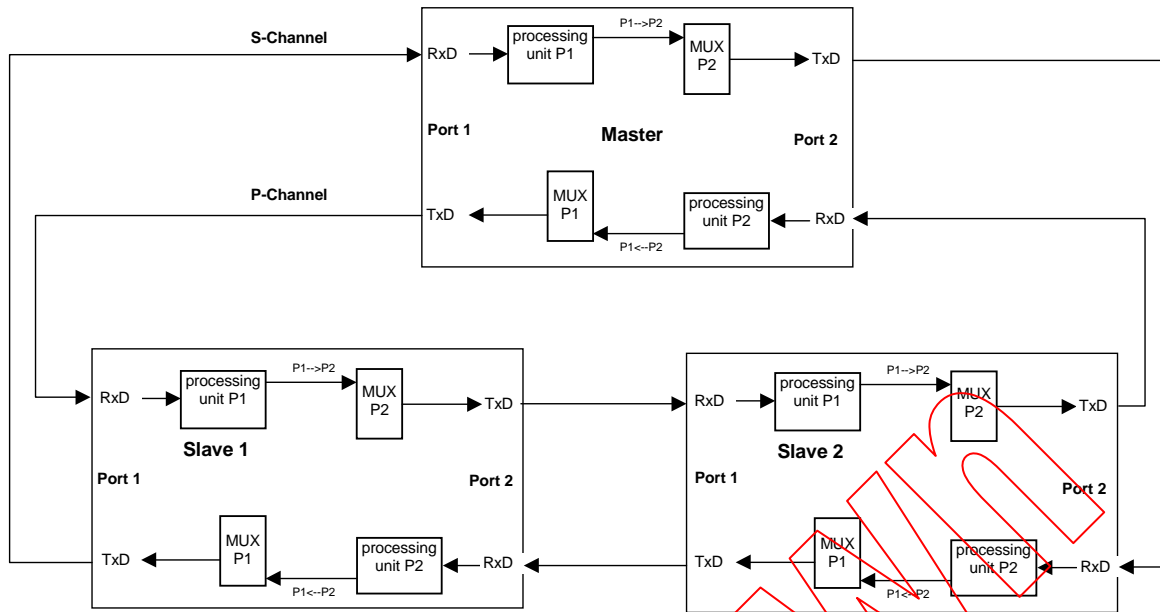 S-Channel
RxD
processing
unit P1
P1-->P2
MUX
P2
TxD
Port 1
Master
Port 2
P-Channel
TxD
MUX
P1
P1<--P2
processing
unit P2
RxD
RxD
processing
unit P1
P1-->P2
MUX
P2
TxD
Slave 1
Port 1
Port 2
TxD
MUX
P1
P1<--P2
processing
unit P2
RxD
RxD
processing
unit P1
P1-->P2
MUX
P2
TxD
Slave 2
Port 1
Port 2
TxD
MUX
P1
P1<--P2
processing
unit P2
RxD